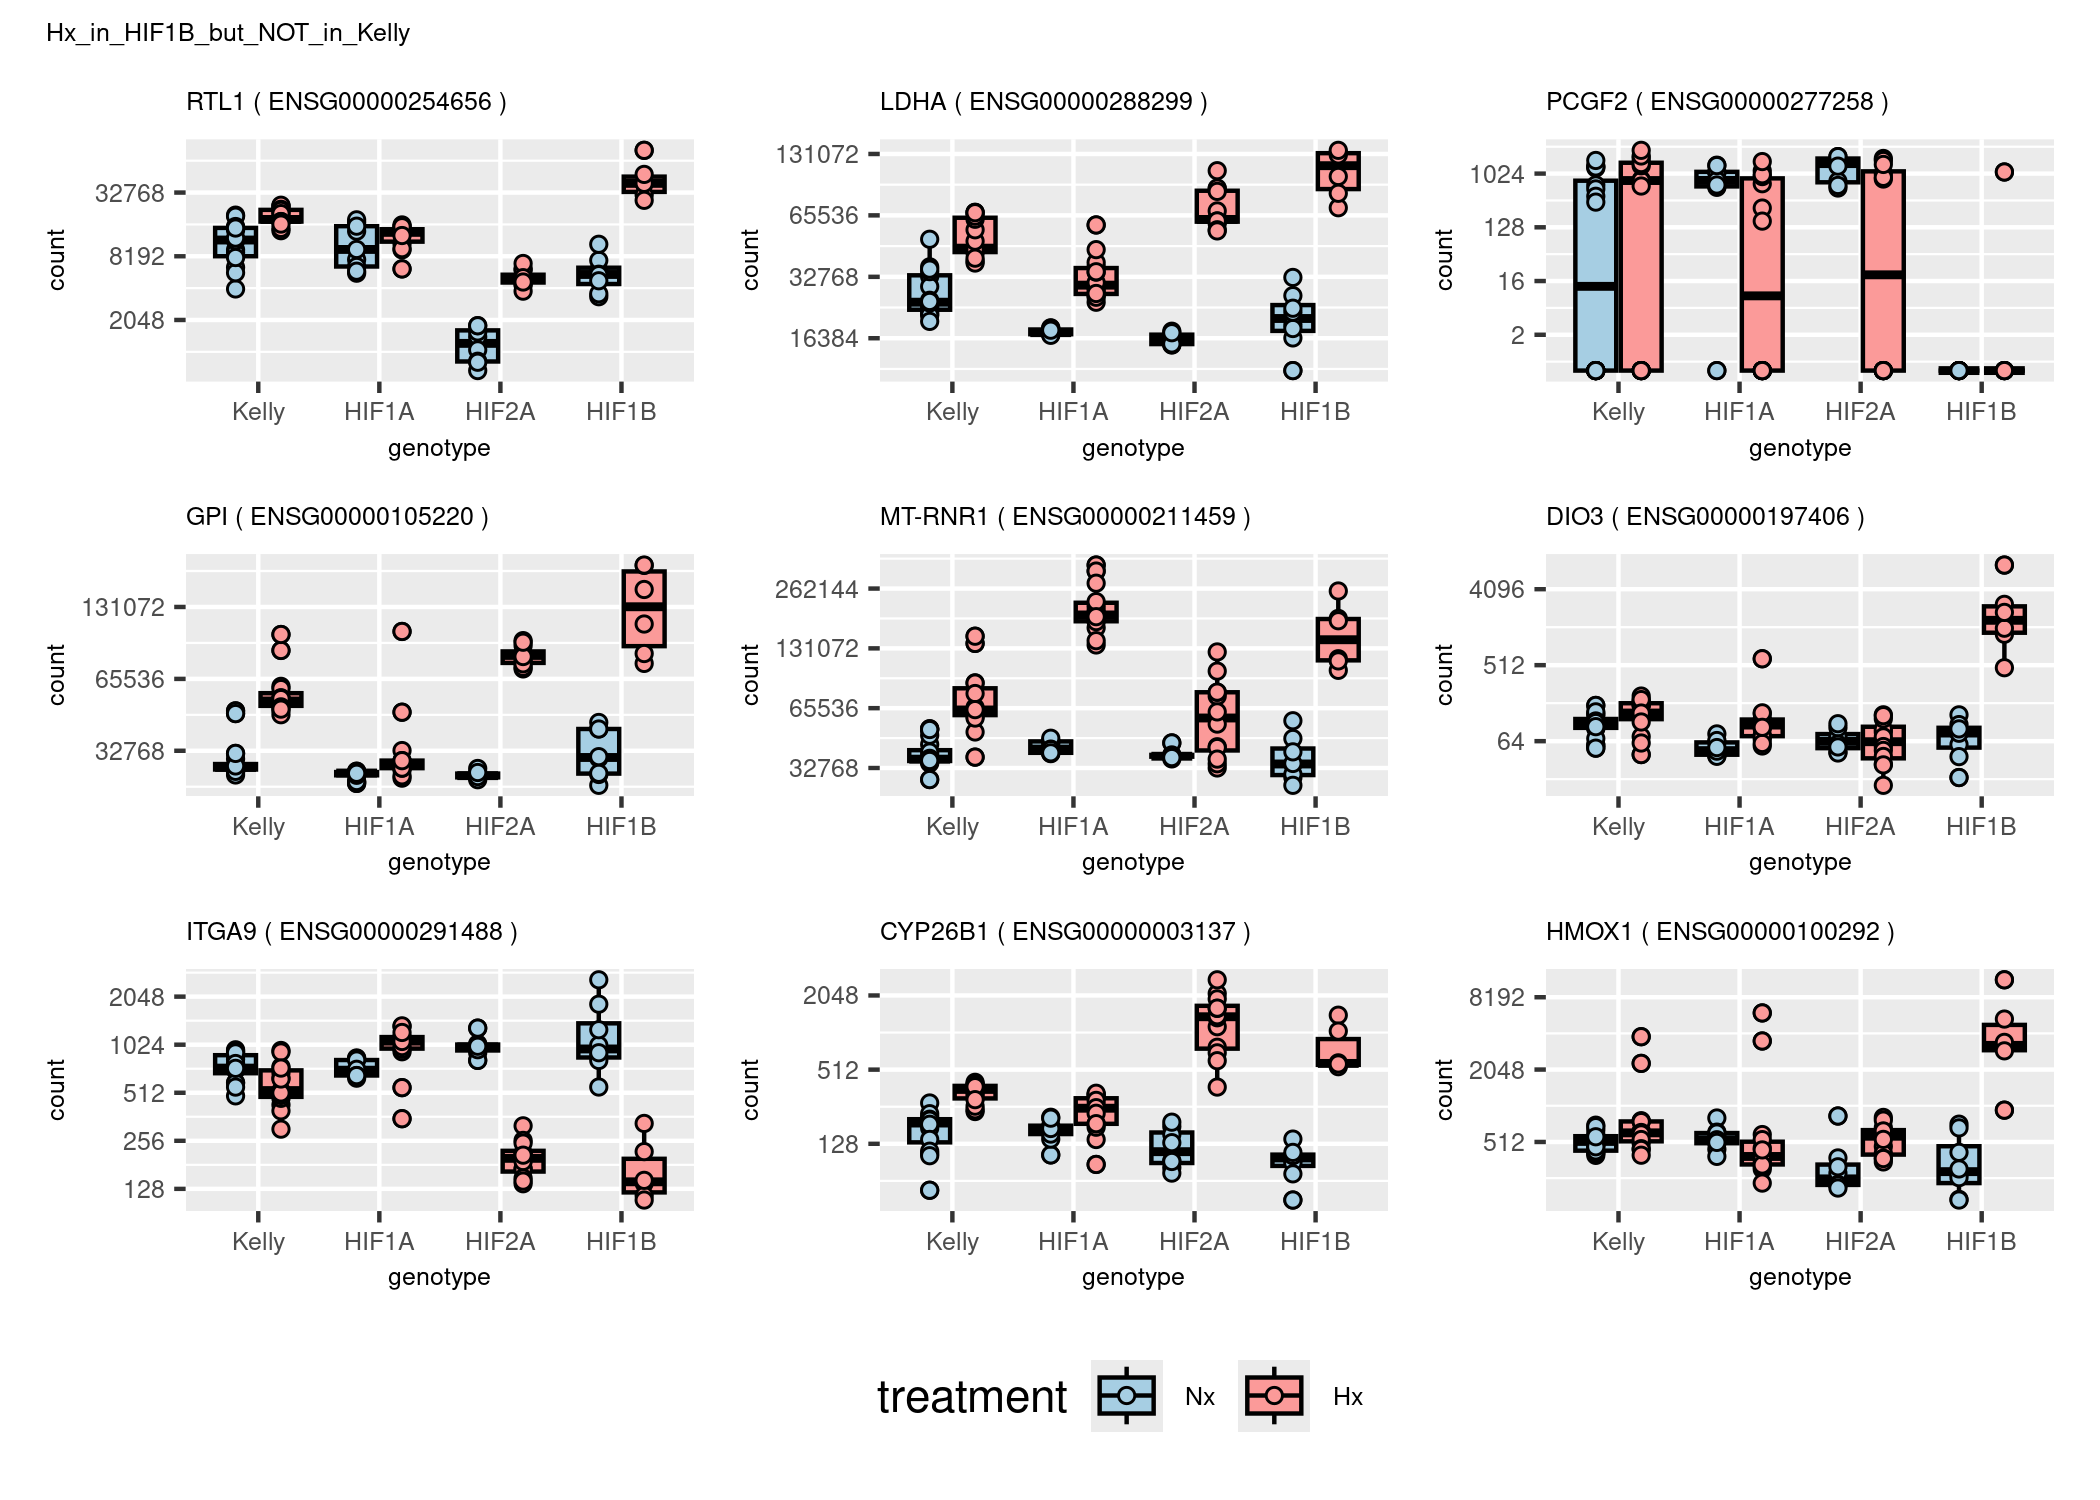 Hx_in_HIF1B_but_NOT_in_Kelly
RTL1 ( ENSG00000254656 )
count
32768
8192
2048
Kelly HIF1A HIF2A HIF1B
genotype
LDHA ( ENSG00000288299 )
count
131072
65536
32768
16384
Kelly HIF1A HIF2A HIF1B
genotype
PCGF2 ( ENSG00000277258 )
count
1024
128
16
2
Kelly HIF1A HIF2A HIF1B
genotype
GPI ( ENSG00000105220 )
count
131072
65536
32768
Kelly HIF1A HIF2A HIF1B
genotype
MT-RNR1 ( ENSG00000211459 )
count
262144
131072
65536
32768
Kelly HIF1A HIF2A HIF1B
genotype
DIO3 ( ENSG00000197406 )
count
4096
512
64
Kelly HIF1A HIF2A HIF1B
genotype
ITGA9 ( ENSG00000291488 )
count
2048
1024
512
256
128
Kelly HIF1A HIF2A HIF1B
genotype
CYP26B1 ( ENSG00000003137 )
count
2048
512
128
Kelly HIF1A HIF2A HIF1B
genotype
HMOX1 ( ENSG00000100292 )
count
8192
2048
512
Kelly HIF1A HIF2A HIF1B
genotype
treatment Nx Hx